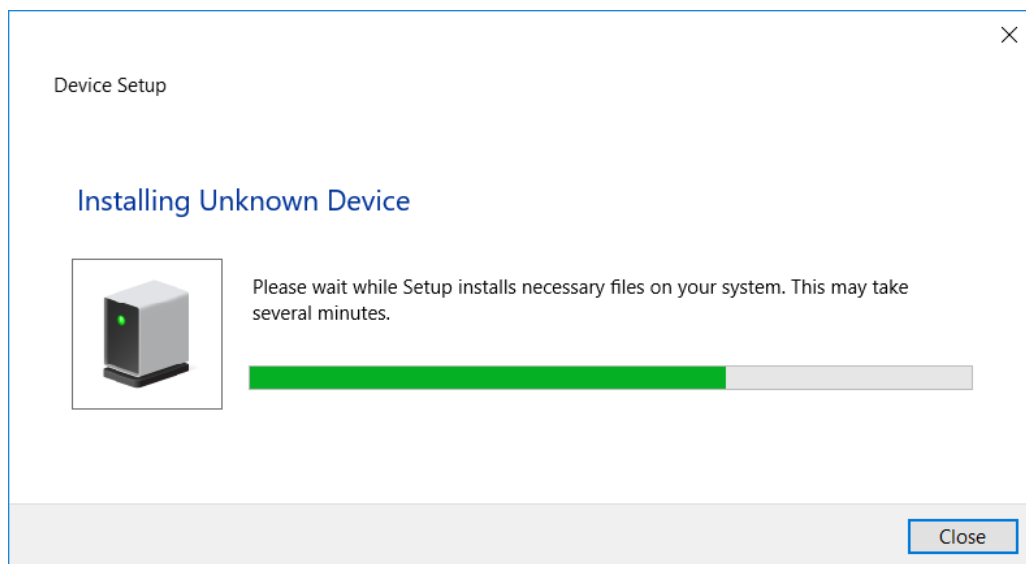 Device Setup
Installing Unknown Device
Please wait while Setup installs necessary files on your system. This may take
several minutes.
Close